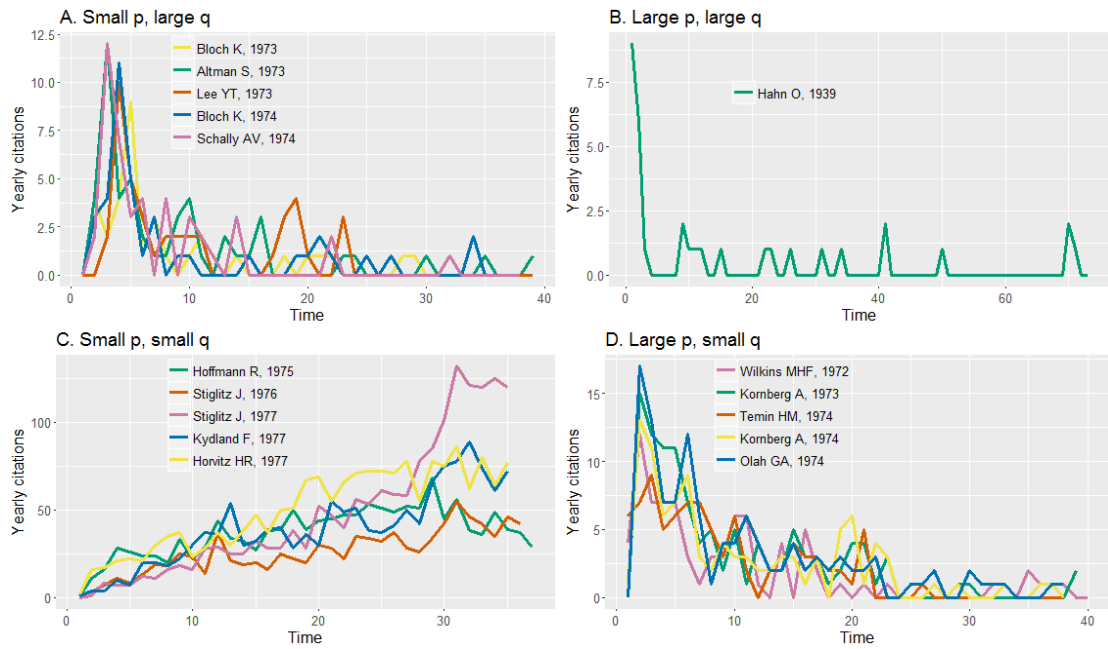 A. Small p, large q
12.5
10.0
7.5
5.0
2.5
0.0
Yearly citations
Bloch K, 1973
Altman S, 1973
Lee YT, 1973
Bloch K, 1974
Schally AV, 1974
0 10 20 30 40
Time
B. Large p, large q
7.5
5.0
2.5
0.0
Yearly citations
Hahn O, 1939
0 20 40 60
Time
C. Small p, small q
100
50
0
Yearly citations
Hoffmann R, 1975
Stiglitz J, 1976
Stiglitz J, 1977
Kydland F, 1977
Horvitz HR, 1977
0 10 20 30
Time
D. Large p, small q
15
10
5
0
Yearly citations
Wilkins MHF, 1972
Kornberg A, 1973
Temin HM, 1974
Kornberg A, 1974
Olah GA, 1974
0 10 20 30 40
Time